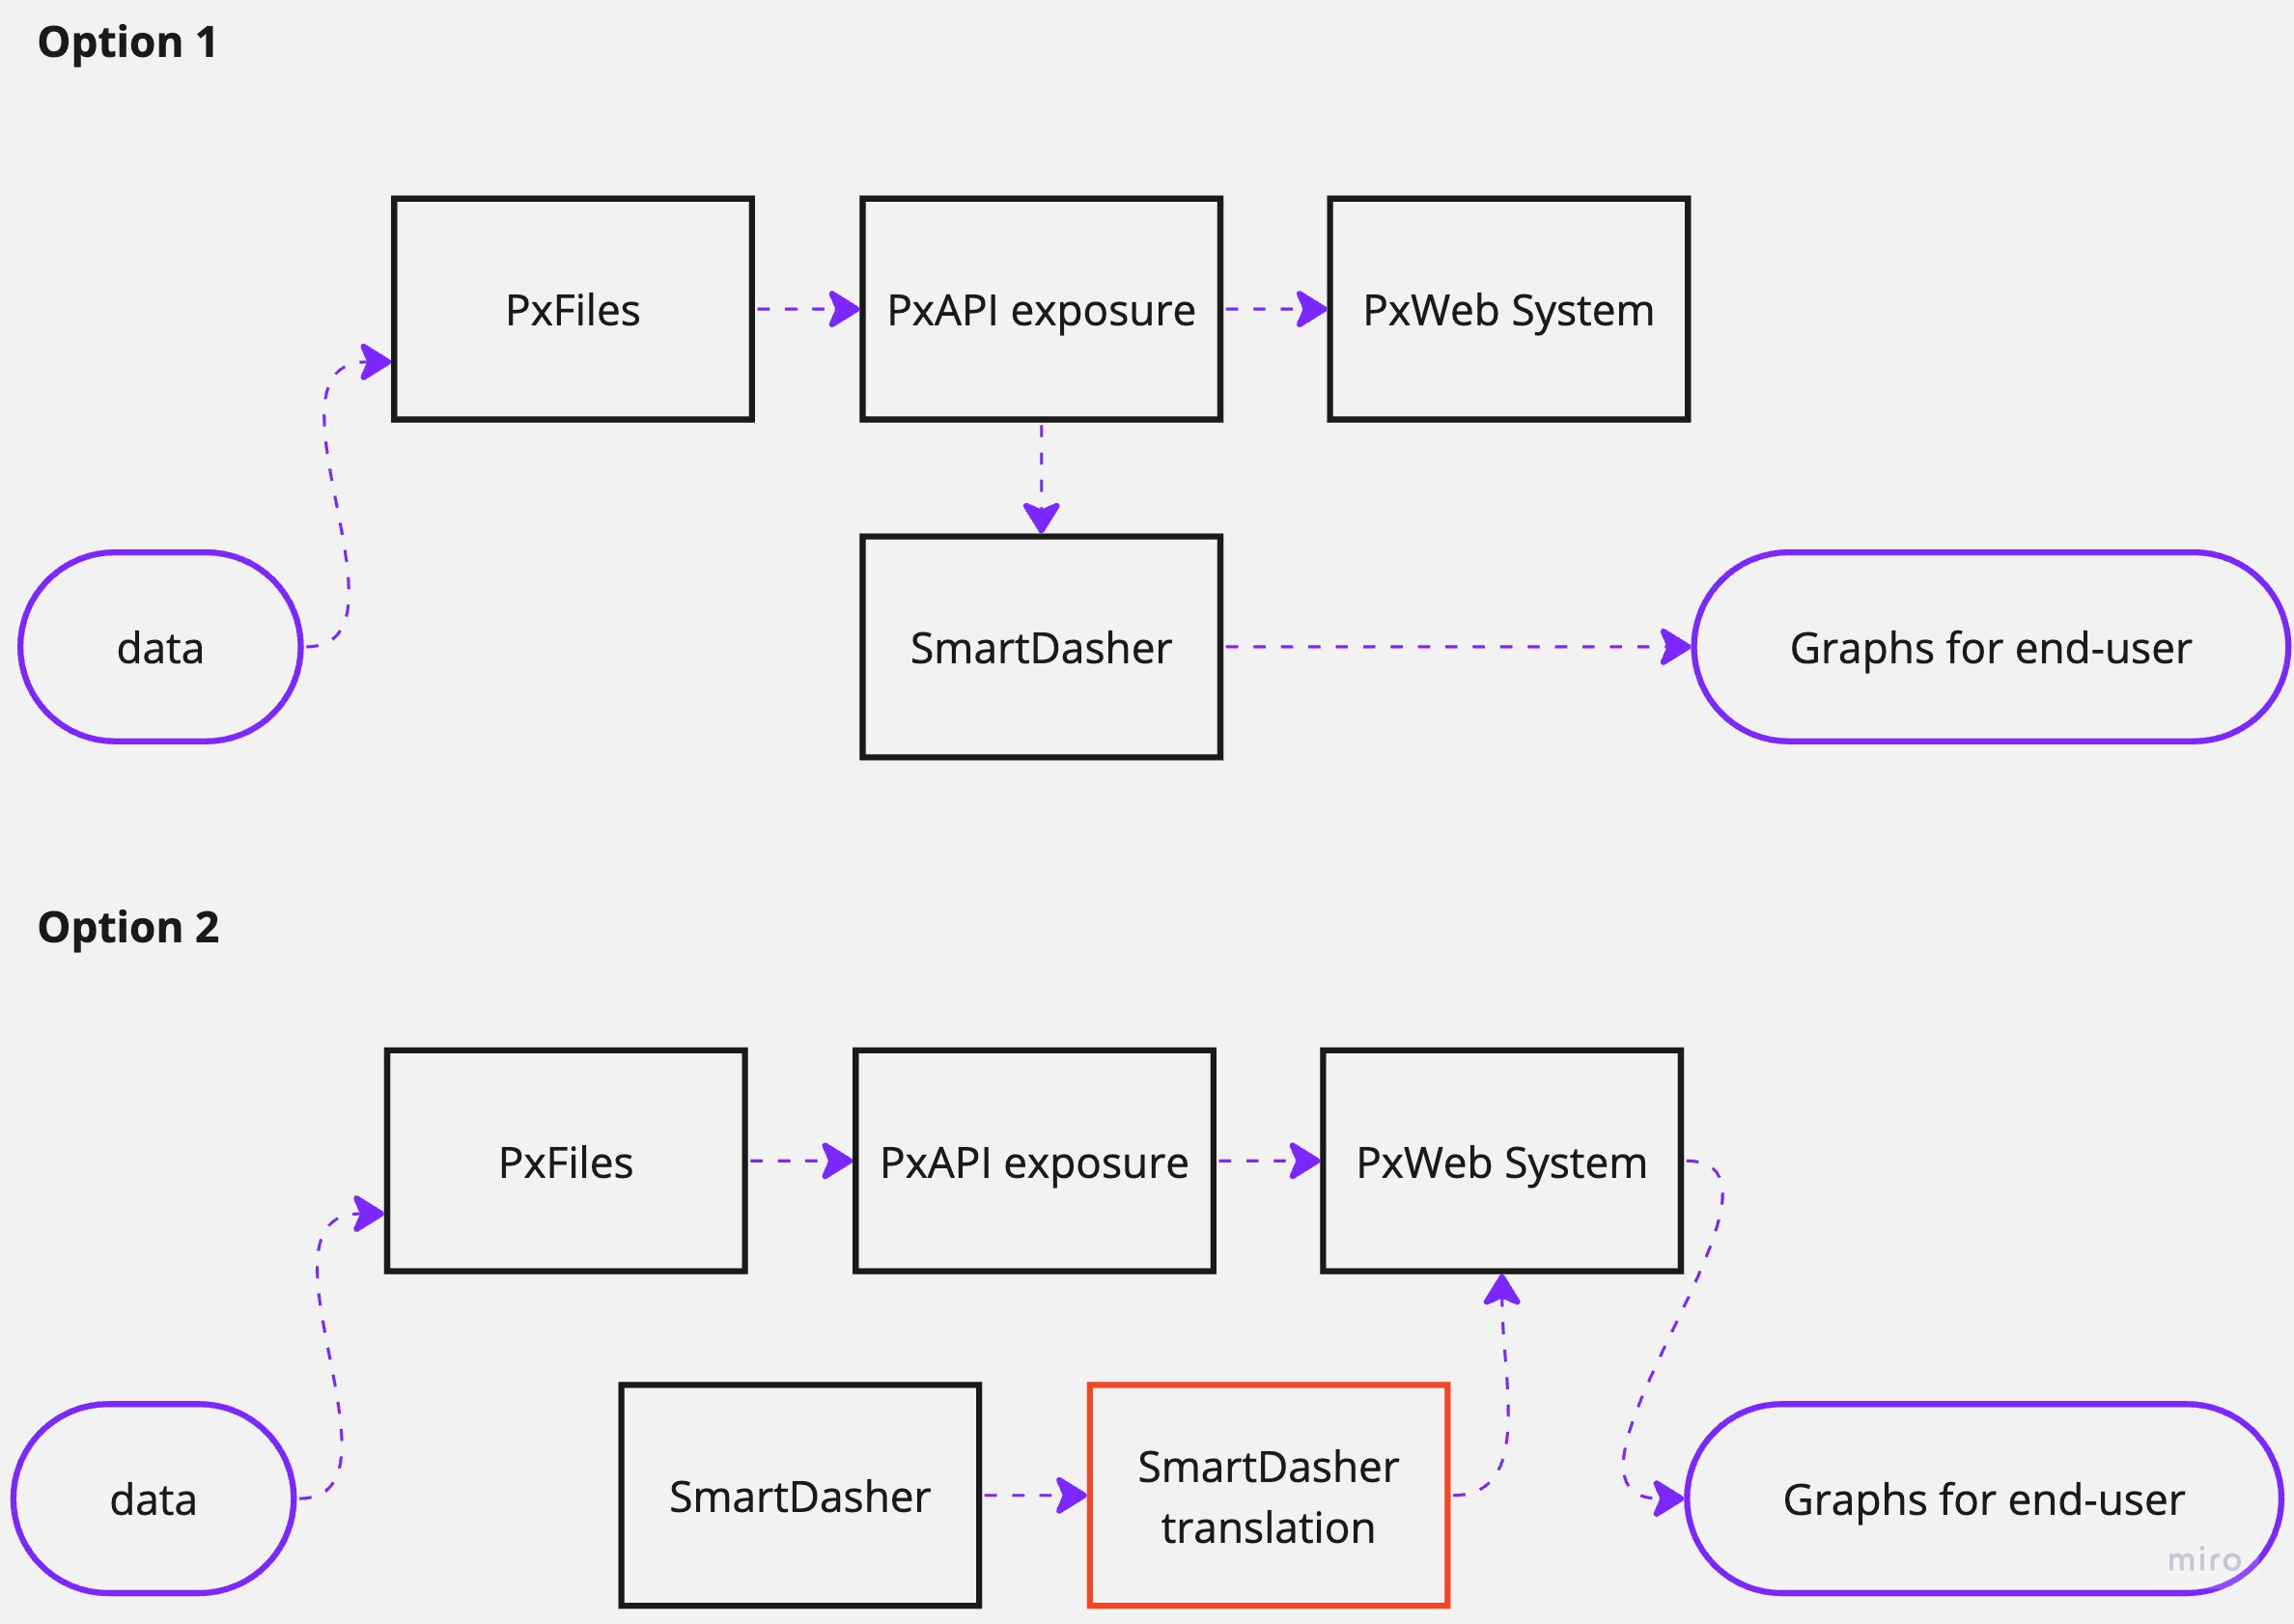 Option 1
PxFiles
PxAPI exposure
PxWeb System
data
SmartDasher
Graphs for end-user
Option 2
PxFiles
PxAPI exposure
PxWeb System
data
SmartDasher
SmartDasher
translation
Graphs for end-user
miro